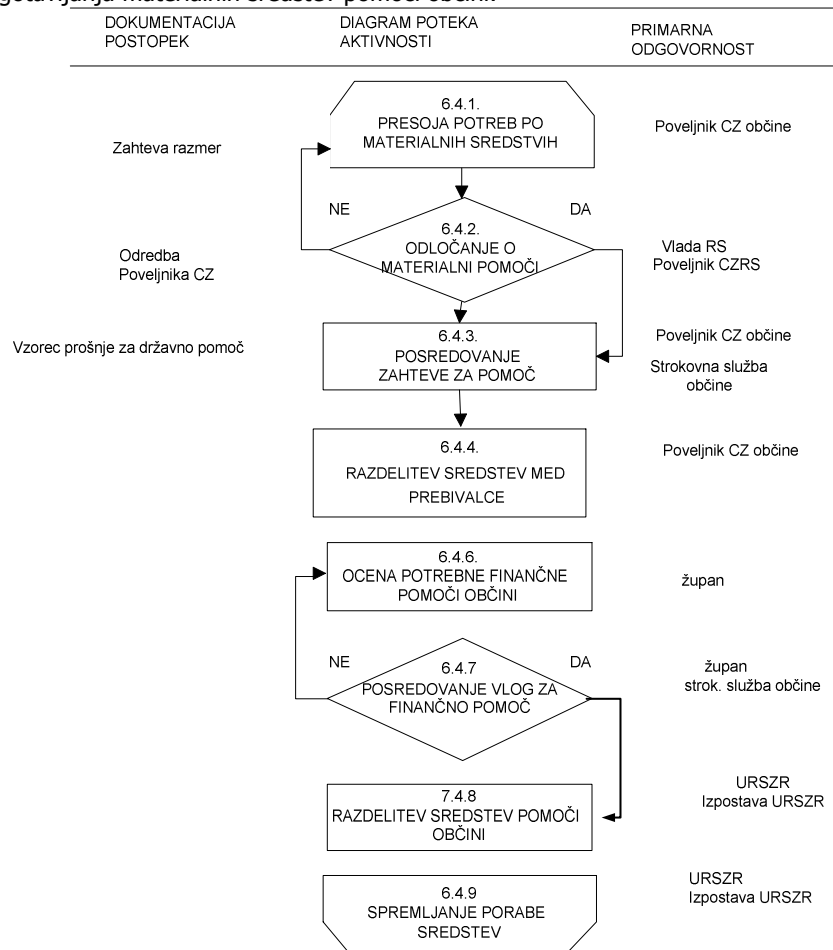 gotavljanja materialnih sredstev pomoči občini.
DOKUMENTACIJA
POSTOPEK
DIAGRAM POTEKA
AKTIVNOSTI
PRIMARNA
ODGOVORNOST
6.4.1.
PRESOJA POTREB PO
MATERIALNIH SREDSTVIH
Poveljnik CZ občine
Zahteva razmer
NE
DA
6.4.2.
ODLOČANJE O
MATERIALNI POMOČI
Odredba
Poveljnika CZ
Vlada RS
Poveljnik CZRS
6.4.3.
POSREDOVANJE
ZAHTEVE ZA POMOČ
Vzorec prošnje za državno pomoč
Poveljnik CZ občine
Strokovna služba
občine
6.4.4.
RAZDELITEV SREDSTEV MED
PREBIVALCE
Poveljnik CZ občine
6.4.6.
OCENA POTREBNE FINANČNE
POMOČI OBČINI
župan
NE
DA
6.4.7
POSREDOVANJE VLOG ZA
FINANČNO POMOČ
župan
strok. služba občine
7.4.8
RAZDELITEV SREDSTEV POMOČI
OBČINI
URSZR
Izpostava URSZR
6.4.9
SPREMLJANJE PORABE
SREDSTEV
URSZR
Izpostava URSZR